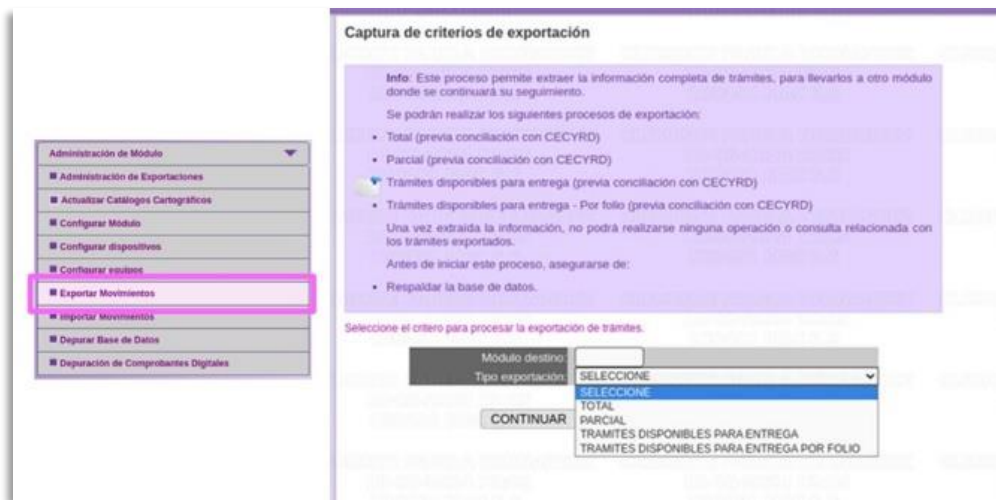 Captura de criterios de exportación
Info: Este proceso permite extraer la información completa de trámites, para llevarlos a otro módulo
donde se continuará su seguimiento.
Se podrán realizar los siguientes procesos de exportación:
• Total (previa conciliación con CECYRD)
• Parcial (previa conciliación con CECYRD)
• Trámites disponibles para entrega (previa conciliación con CECYRD)
• Trámites disponibles para entrega - Por folio (previa conciliación con CECYRD)
Una vez extraída la información, no podrá realizarse ninguna operación o consulta relacionada con
los trámites exportados.
Antes de iniciar este proceso, asegurarse de:
• Respaldar la base de datos.
Administración de Módulo
Administración de Exportaciones
Actualizar Catálogos Cartográficos
Configurar Módulo
Configurar dispositivos
Configurar equipos
Exportar Movimientos
Importar Movimientos
Depurar Base de Datos
Depuración de Comprobantes Digitales
Seleccione el critero para procesar la exportación de trámites.
Módulo destino:
Tipo exportación: SELECCIONE
SELECCIONE
TOTAL
PARCIAL
TRAMITES DISPONIBLES PARA ENTREGA
TRAMITES DISPONIBLES PARA ENTREGA POR FOLIO
CONTINUAR